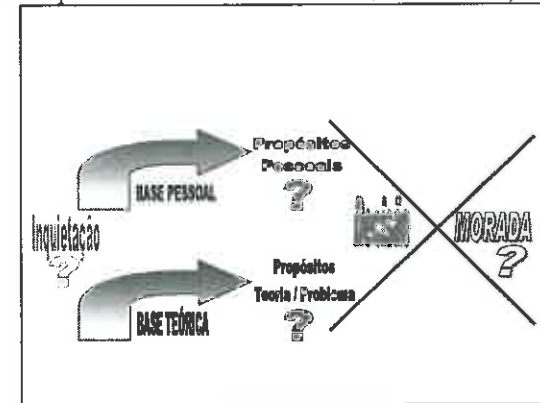 Propósitos
Pessoais
?
BASE PESSOAL
Inquietação
?
MORADA
?
Propósitos
Teoria / Problema
?
BASE TEÓRICA